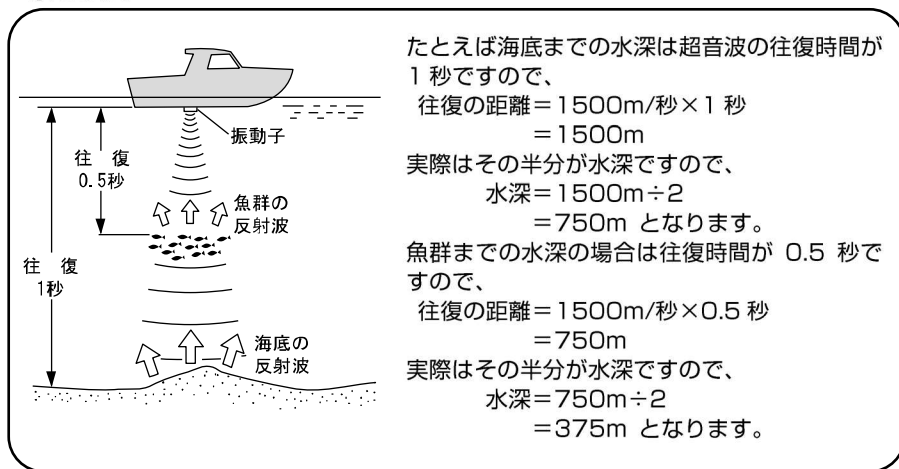 往 復
0.5秒
往 復
1秒
振動子
魚群の
反射波
海底の
反射波
たとえば海底までの水深は超音波の往復時間が
1秒ですので、
往復の距離＝1500m/秒×1秒
＝1500m
実際はその半分が水深ですので、
水深＝1500m÷2
＝750m となります。
魚群までの水深の場合は往復時間が 0.5 秒で
すので、
往復の距離＝1500m/秒×0.5秒
＝750m
実際はその半分が水深ですので、
水深＝750m÷2
＝375m となります。